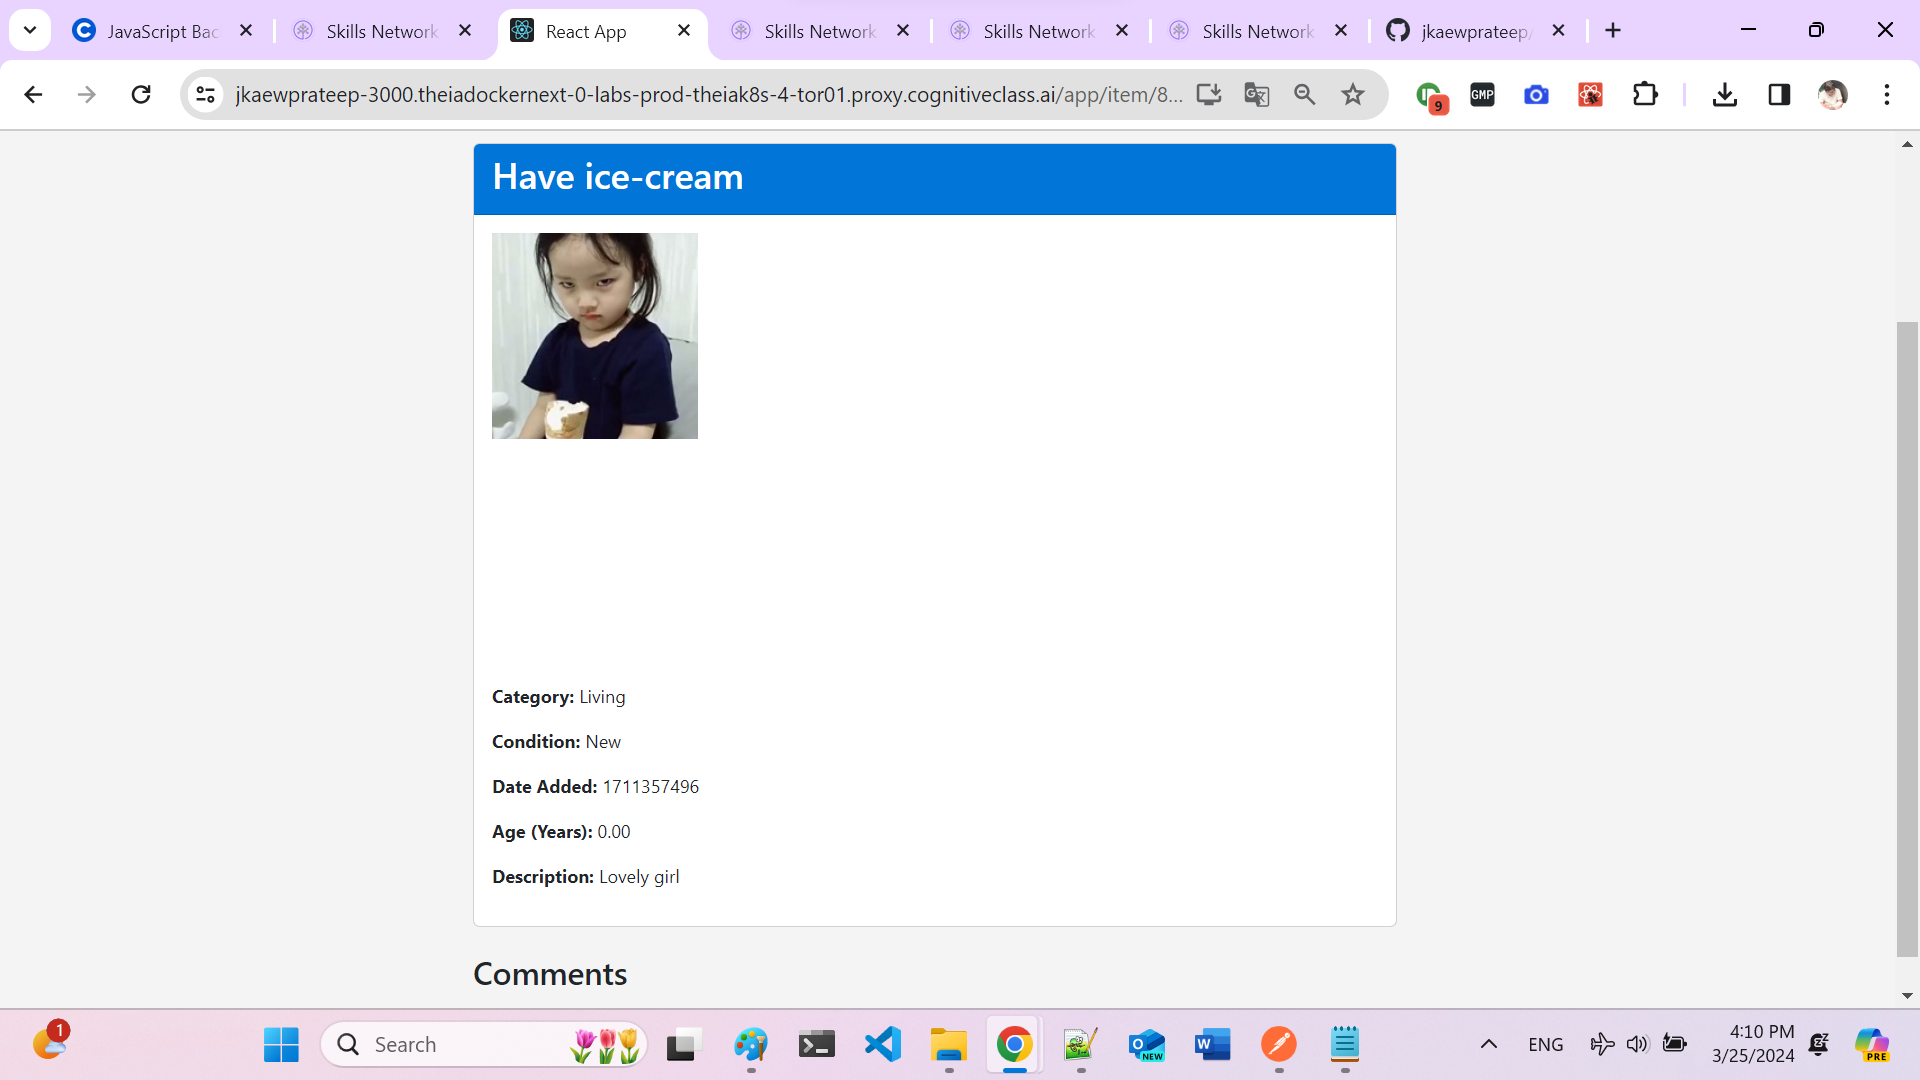 JavaScript Bac
Skills Network
React App
Skills Network
Skills Network
Skills Network
jkaewprateep/
jkaewprateep-3000.theiadockernext-0-labs-prod-theiak8s-4-tor01.proxy.cognitiveclass.ai/app/item/8...
9
GMP
Have ice-cream
Category: Living
Condition: New
Date Added: 1711357496
Age (Years): 0.00
Description: Lovely girl
Comments
1
Search
NEW
ENG
4:10 PM
3/25/2024
PRE